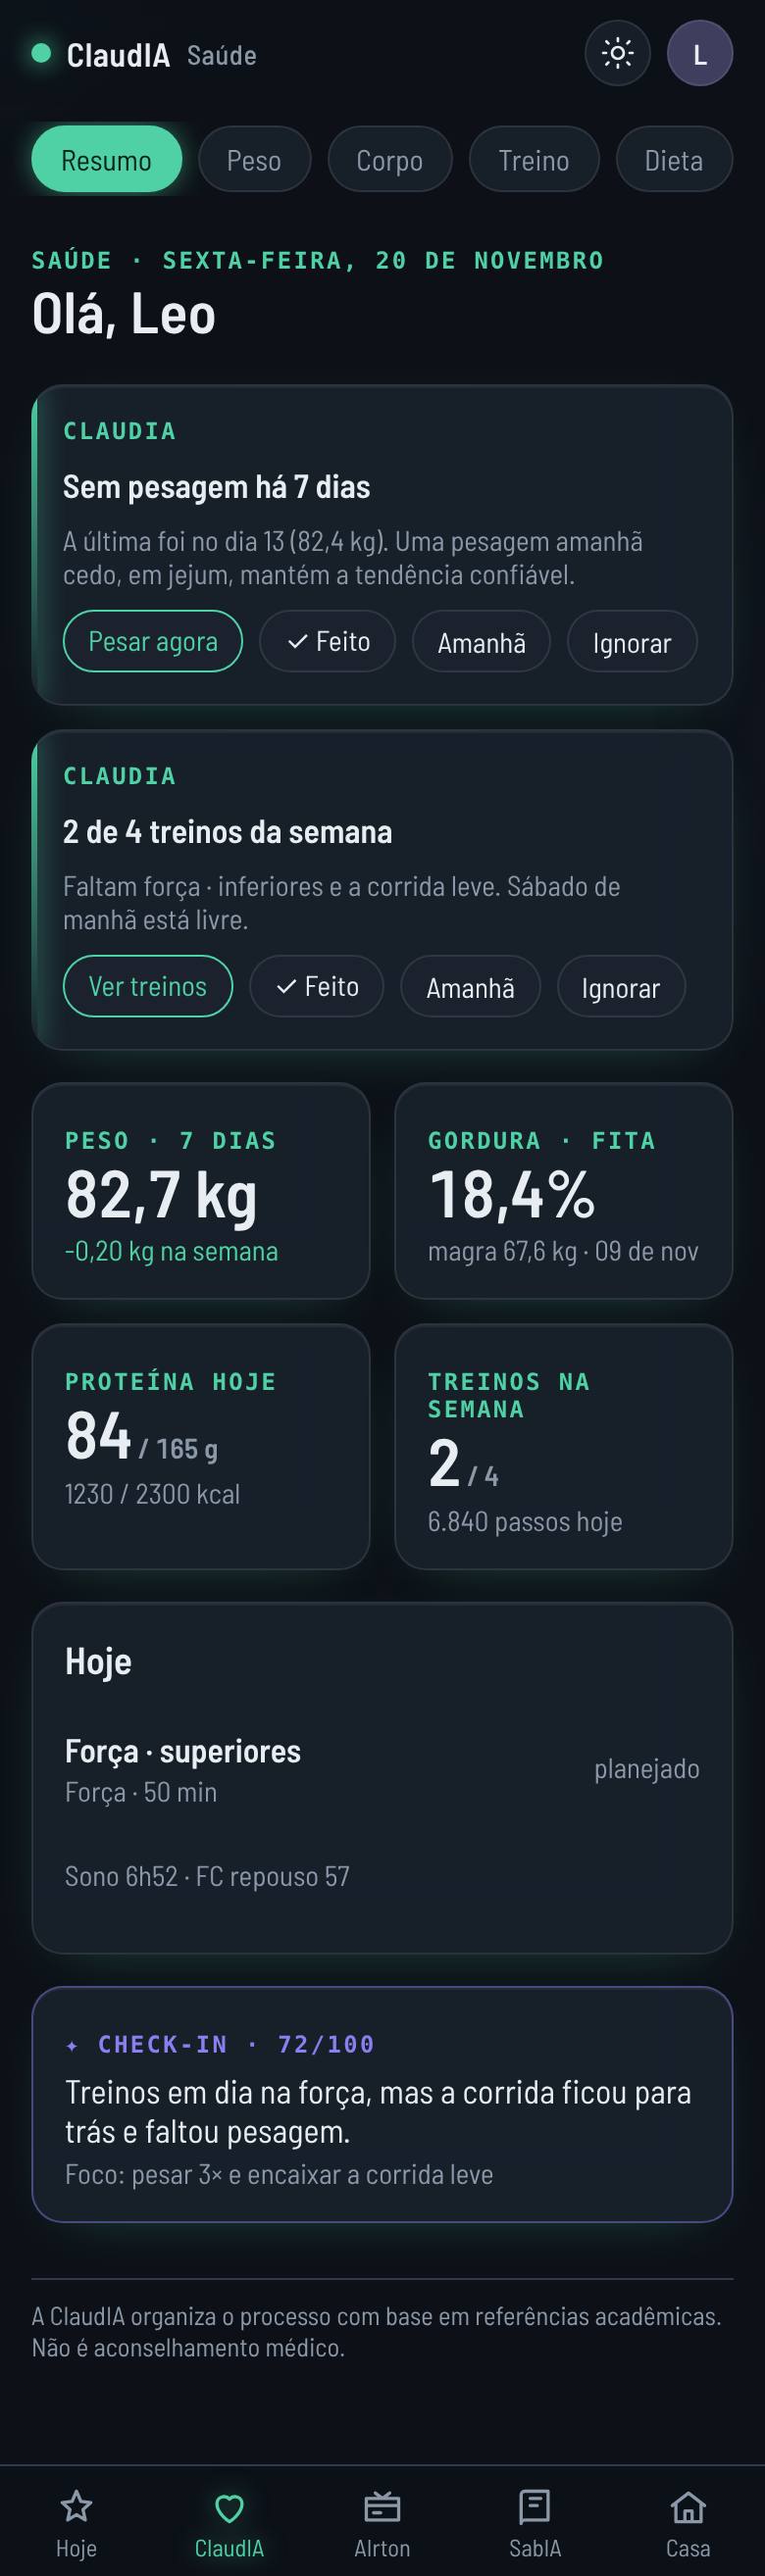 ClaudIA Saúde
L
Resumo Peso Corpo Treino Dieta
SAÚDE · SEXTA-FEIRA, 20 DE NOVEMBRO
Olá, Leo
CLAUDIA
Sem pesagem há 7 dias
A última foi no dia 13 (82,4 kg). Uma pesagem amanhã
cedo, em jejum, mantém a tendência confiável.
Pesar agora ✓ Feito Amanhã Ignorar
CLAUDIA
2 de 4 treinos da semana
Faltam força · inferiores e a corrida leve. Sábado de
manhã está livre.
Ver treinos ✓ Feito Amanhã Ignorar
PESO · 7 DIAS
82,7 kg
-0,20 kg na semana
GORDURA · FITA
18,4%
magra 67,6 kg · 09 de nov
PROTEÍNA HOJE
84 / 165 g
1230 / 2300 kcal
TREINOS NA
SEMANA
2 / 4
6.840 passos hoje
Hoje
Força · superiores
Força · 50 min
planejado
Sono 6h52 · FC repouso 57
✦ CHECK-IN · 72/100
Treinos em dia na força, mas a corrida ficou para
trás e faltou pesagem.
Foco: pesar 3× e encaixar a corrida leve
A ClaudIA organiza o processo com base em referências acadêmicas.
Não é aconselhamento médico.
Hoje ClaudIA AIrton SabIA Casa